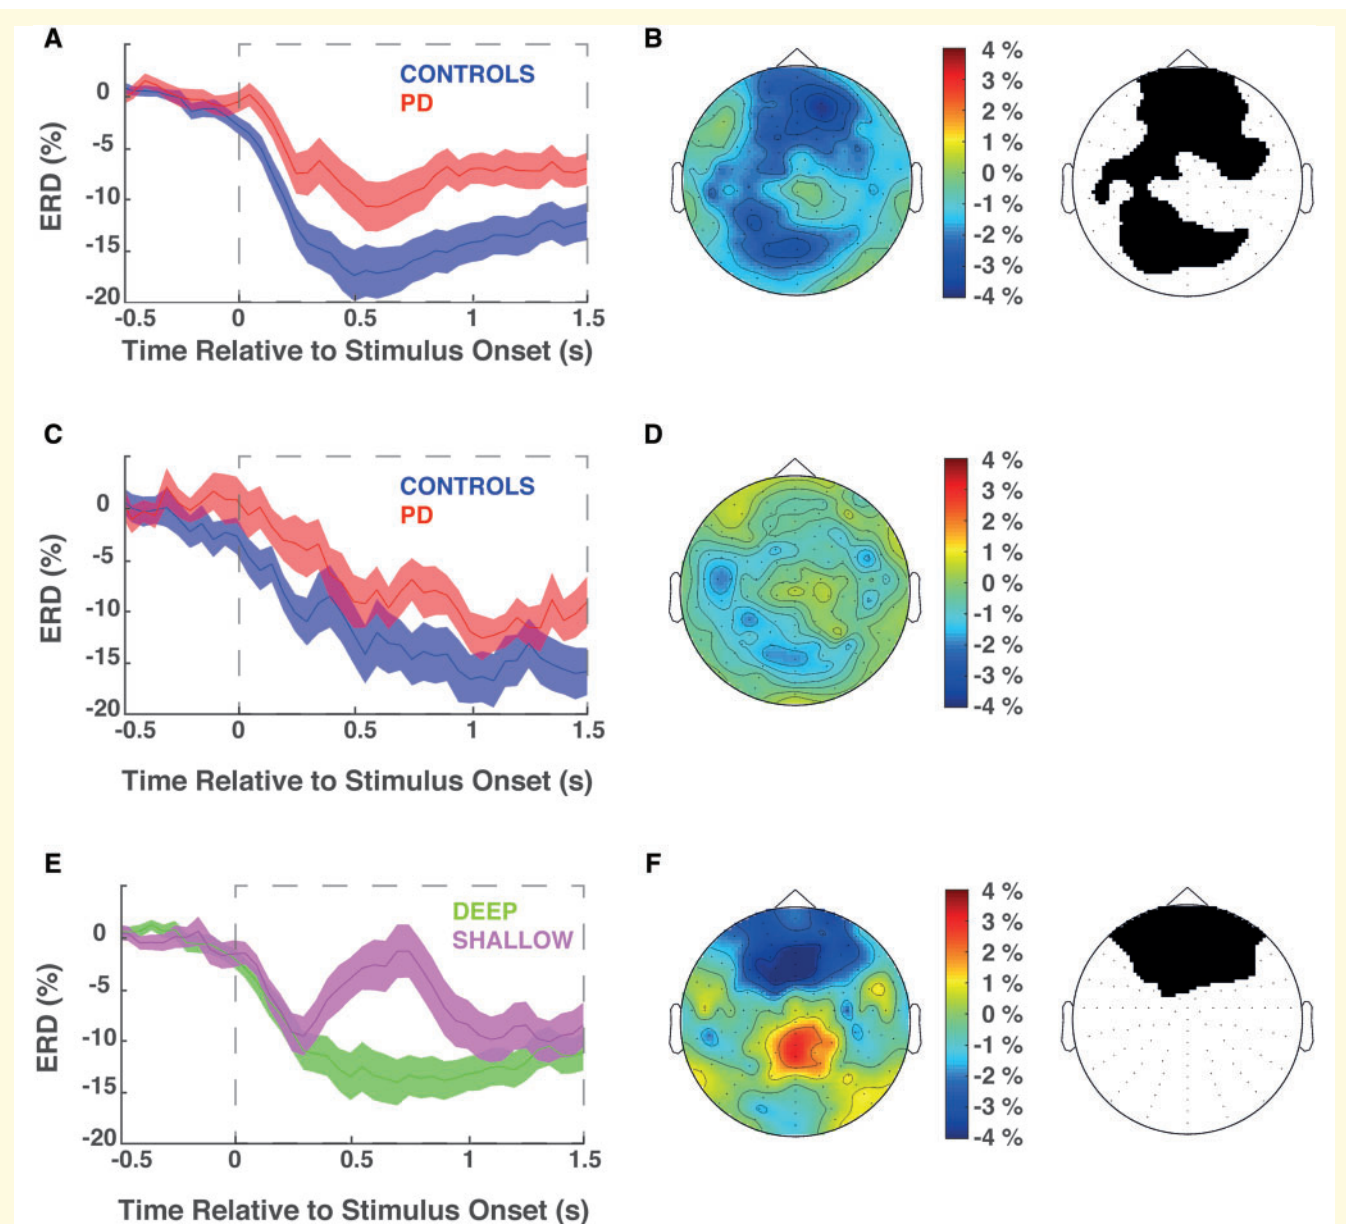 A
ERD (%)
0
-5
-10
-15
-20
CONTROLS
PD
-0.5 0 0.5 1 1.5
Time Relative to Stimulus Onset (s)
B
4 %
3 %
2 %
1 %
0 %
-1 %
-2 %
-3 %
-4 %
C
ERD (%)
0
-5
-10
-15
-20
CONTROLS
PD
-0.5 0 0.5 1 1.5
Time Relative to Stimulus Onset (s)
D
4 %
3 %
2 %
1 %
0 %
-1 %
-2 %
-3 %
-4 %
E
ERD (%)
0
-5
-10
-15
-20
DEEP
SHALLOW
-0.5 0 0.5 1 1.5
Time Relative to Stimulus Onset (s)
F
4 %
3 %
2 %
1 %
0 %
-1 %
-2 %
-3 %
-4 %